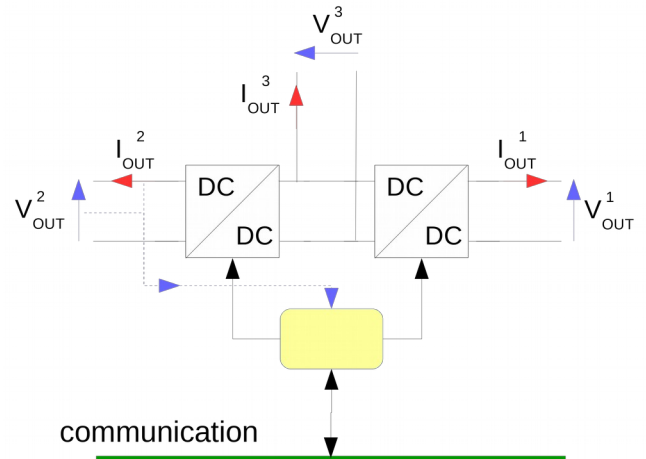 V OUT 3
I OUT 3
I OUT 2
I OUT 1
DC
DC
DC
DC
V OUT 2
V OUT 1
communication